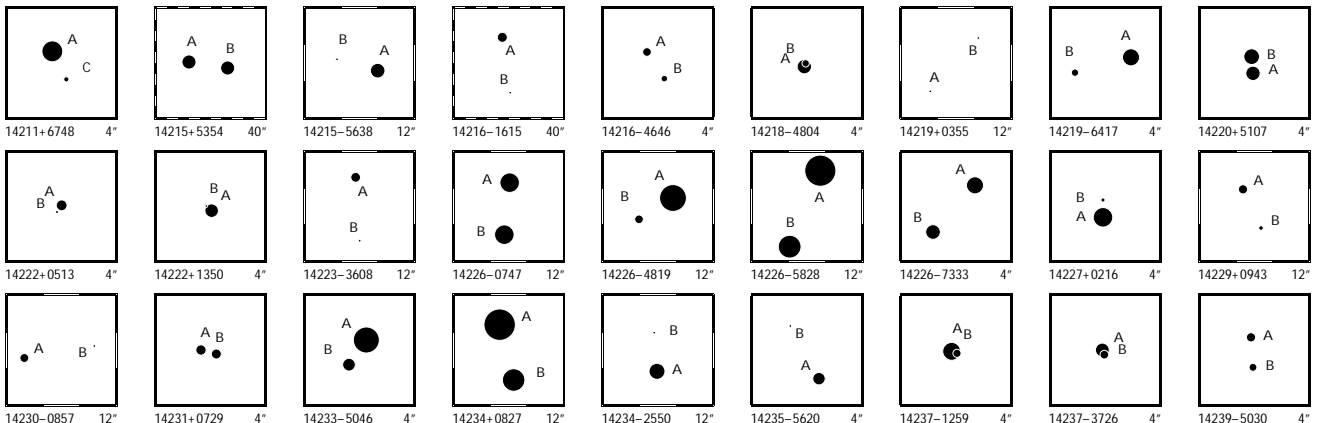 A
C
14211+6748 4″
A B
14215+5354 40″
B
A
14215−5638 12″
A
B
14216−1615 40″
A
B
14216−4646 4″
B
A
14218−4804 4″
B
A
14219+0355 12″
A
B
14219−6417 4″
B
A
14220+5107 4″
A
B
14222+0513 4″
B
A
14222+1350 4″
A
B
14223−3608 12″
A
B
14226−0747 12″
A
B
14226−4819 12″
A
B
14226−5828 12″
A
B
14226−7333 4″
B
A
14227+0216 4″
A
B
14229+0943 12″
A
B
14230−0857 12″
A B
14231+0729 4″
A
B
14233−5046 4″
A
B
14234+0827 12″
B
A
14234−2550 12″
B
A
14235−5620 4″
A
B
14237−1259 4″
A
B
14237−3726 4″
A
B
14239−5030 4″